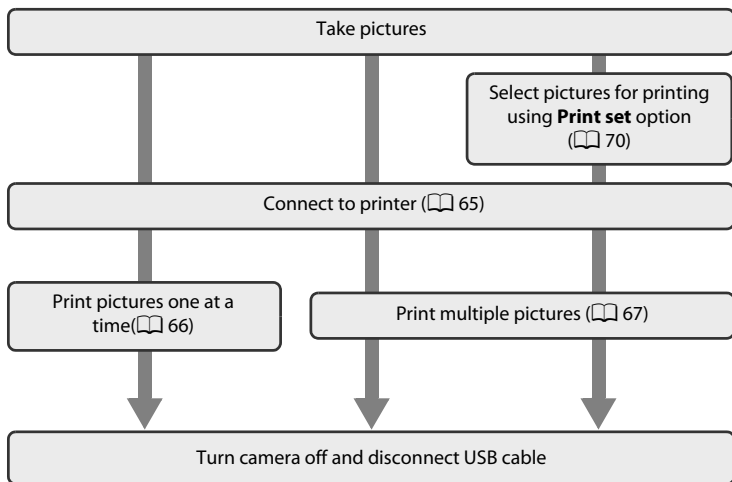 Take pictures
Select pictures for printing
using Print set option
(📖 70)
Connect to printer (📖 65)
Print pictures one at a
time(📖 66)
Print multiple pictures (📖 67)
Turn camera off and disconnect USB cable